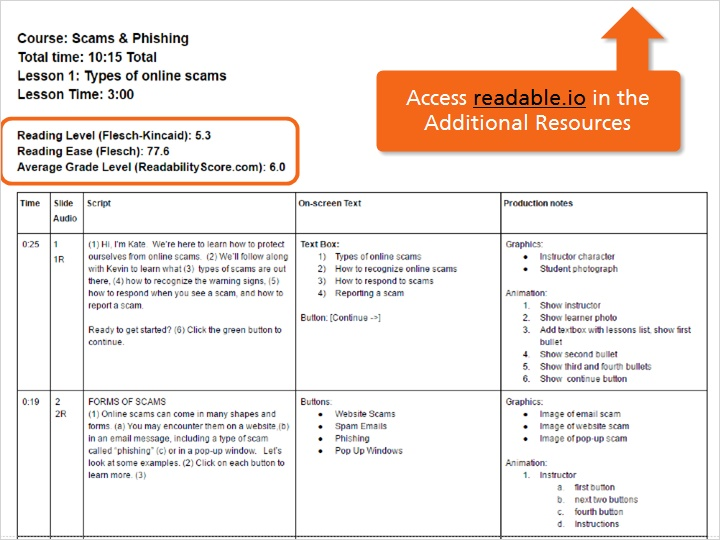 Course: Scams & Phishing
Total time: 10:15 Total
Lesson 1: Types of online scams
Lesson Time: 3:00
Access readable.io in the
Additional Resources
Reading Level (Flesch-Kincaid): 5.3
Reading Ease (Flesch): 77.6
Average Grade Level (ReadabilityScore.com): 6.0
Time
Slide
Audio
Script
On-screen Text
Production notes
0:25
1
1R
(1) Hi, I'm Kate. We're here to learn how to protect
ourselves from online scams. (2) We'll follow along
with Kevin to learn what (3) types of scams are out
there, (4) how to recognize the warning signs, (5)
how to respond when you see a scam, and how to
report a scam.
Ready to get started? (6) Click the green button to
continue.
Text Box:
1) Types of online scams
2) How to recognize online scams
3) How to respond to scams
4) Reporting a scam
Button: [Continue ->]
Graphics:
● Instructor character
● Student photograph
Animation:
1. Show instructor
2. Show learner photo
3. Add textbox with lessons list, show first
bullet
4. Show second bullet
5. Show third and fourth bullets
6. Show continue button
0:19
2
2R
FORMS OF SCAMS
(1) Online scams can come in many shapes and
forms. (a) You may encounter them on a website,(b)
in an email message, including a type of scam
called "phishing" (c) or in a pop-up window. Let's
look at some examples. (2) Click on each button to
learn more. (3)
Buttons:
● Website Scams
● Spam Emails
● Phishing
● Pop Up Windows
Graphics:
● Image of email scam
● Image of website scam
● Image of pop-up scam
Animation:
1. Instructor
a. first button
b. next two buttons
c. fourth button
d. Instructions